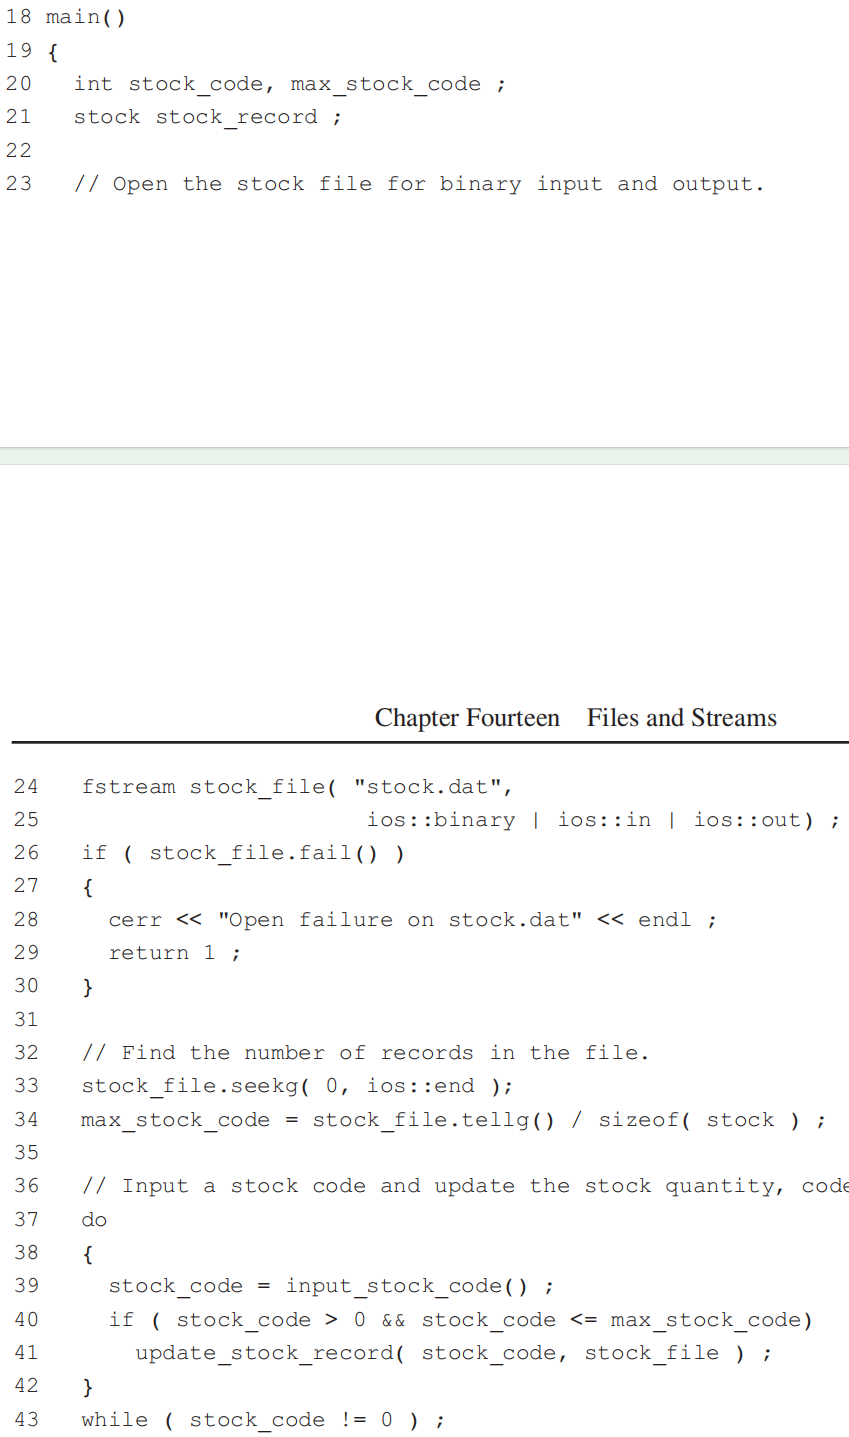 18 main()
19 {
20   int stock_code, max_stock_code ;
21   stock stock_record ;
22
23   // Open the stock file for binary input and output.
Chapter Fourteen   Files and Streams
24   fstream stock_file( "stock.dat",
25                       ios::binary | ios::in | ios::out) ;
26   if ( stock_file.fail() )
27   {
28     cerr << "Open failure on stock.dat" << endl ;
29     return 1 ;
30   }
31
32   // Find the number of records in the file.
33   stock_file.seekg( 0, ios::end );
34   max_stock_code = stock_file.tellg() / sizeof( stock ) ;
35
36   // Input a stock code and update the stock quantity, code
37   do
38   {
39     stock_code = input_stock_code() ;
40     if ( stock_code > 0 && stock_code <= max_stock_code)
41       update_stock_record( stock_code, stock_file ) ;
42   }
43   while ( stock_code != 0 ) ;